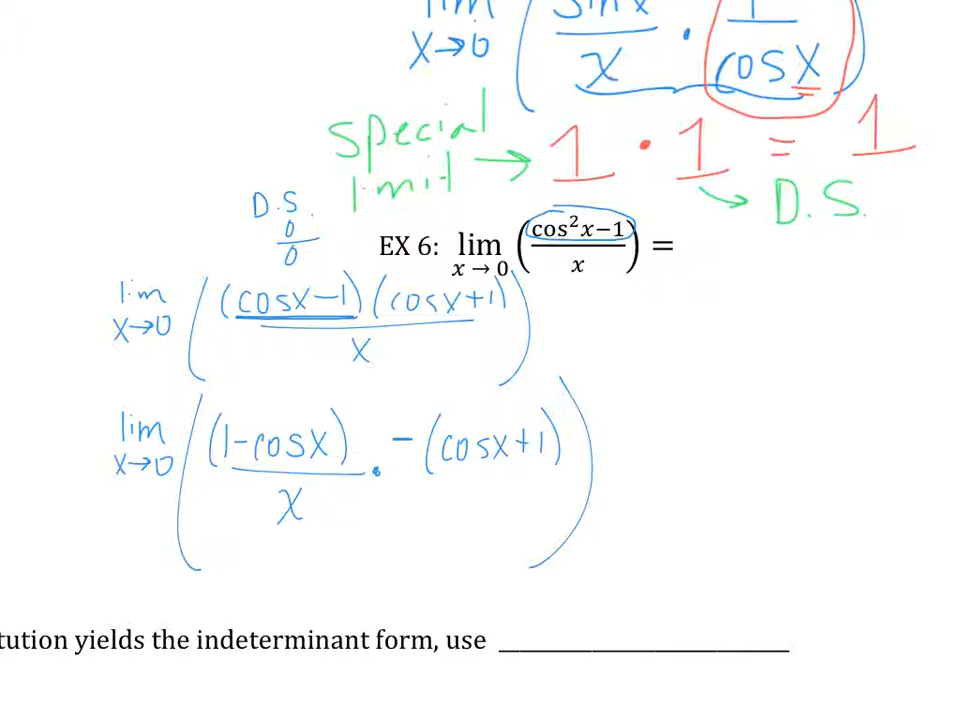 lim x→0 ( sin x / x · 1 / cos x )
special limit → 1 · 1 = 1
→ D.S.
D.S. 0/0
EX 6: lim x→0 ( cos²x−1 / x ) =
lim x→0 ( (cosx−1)(cosx+1) / x )
lim x→0 ( (1-cosx) / x · -(cosx+1) )
tution yields the indeterminant form, use ____________________